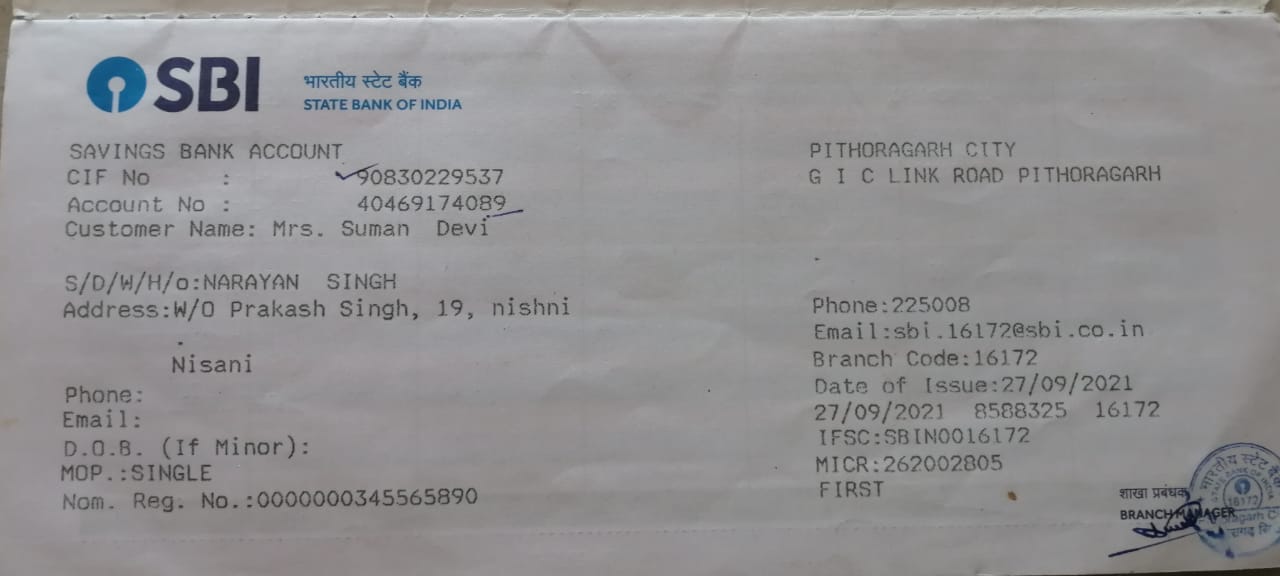 SBI
भारतीय स्टेट बैंक
STATE BANK OF INDIA
SAVINGS BANK ACCOUNT
CIF No : 90830229537
Account No : 40469174089
Customer Name: Mrs. Suman Devi
S/D/W/H/o:NARAYAN SINGH
Address:W/O Prakash Singh, 19, nishni
.
Nisani
Phone:
Email:
D.O.B. (If Minor):
MOP.:SINGLE
Nom. Reg. No.:0000000345565890
PITHORAGARH CITY
G I C LINK ROAD PITHORAGARH
Phone:225008
Email:sbi.16172@sbi.co.in
Branch Code:16172
Date of Issue:27/09/2021
27/09/2021 8588325 16172
IFSC:SBIN0016172
MICR:262002805
FIRST
शाखा प्रबंधक
BRANCH MANAGER
भारतीय स्टेट
STATE BANK OF INDIA
16172